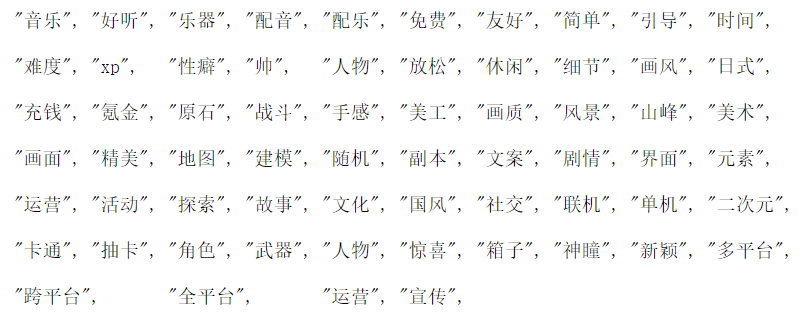 "音乐", "好听", "乐器", "配音", "配乐", "免费", "友好", "简单", "引导", "时间",
"难度", "xp", "性癖", "帅", "人物", "放松", "休闲", "细节", "画风", "日式",
"充钱", "氪金", "原石", "战斗", "手感", "美工", "画质", "风景", "山峰", "美术",
"画面", "精美", "地图", "建模", "随机", "副本", "文案", "剧情", "界面", "元素",
"运营", "活动", "探索", "故事", "文化", "国风", "社交", "联机", "单机", "二次元",
"卡通", "抽卡", "角色", "武器", "人物", "惊喜", "箱子", "神瞳", "新颖", "多平台",
"跨平台", "全平台", "运营", "宣传",